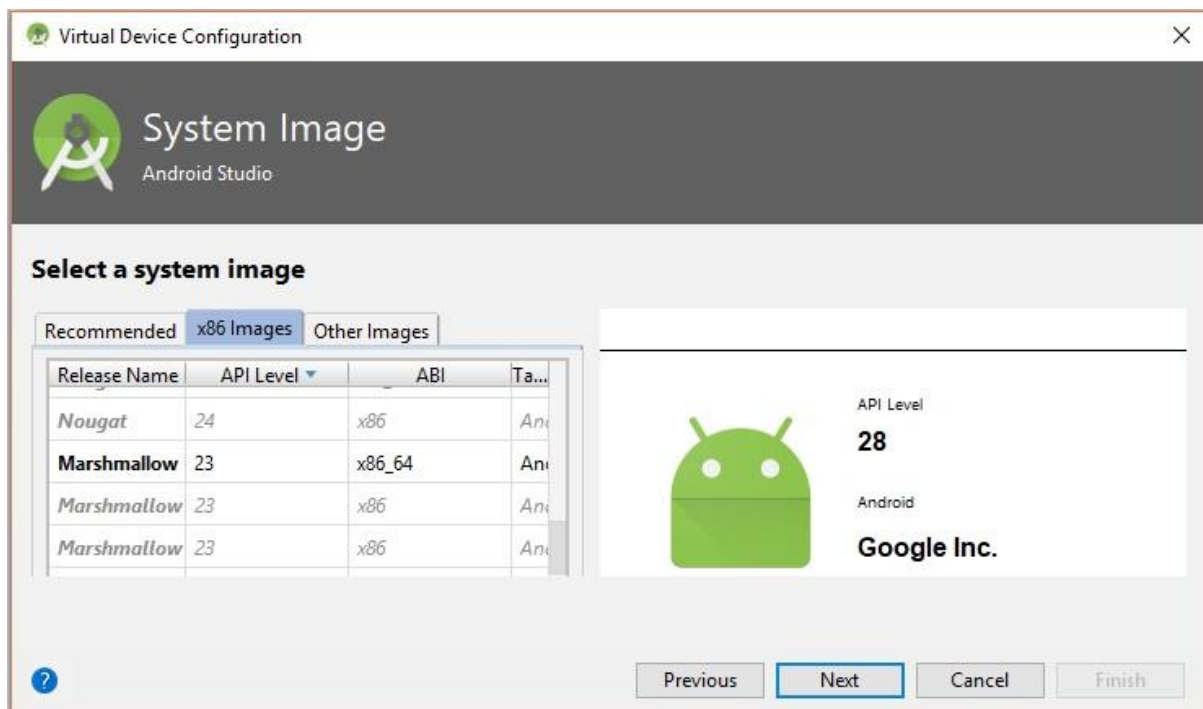 Virtual Device Configuration
System Image
Android Studio
Select a system image
Recommended x86 Images Other Images
Release Name API Level ABI Ta...
Nougat 24 x86
Marshmallow 23 x86_64
Marshmallow 23 x86
Marshmallow 23 x86
API Level
28
Android
Google Inc.
? Previous Next Cancel Finish